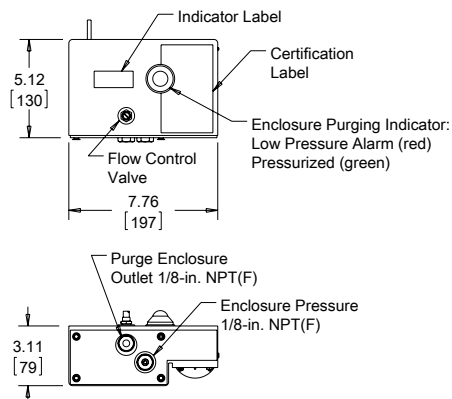 Indicator Label
Certification
Label
5.12
[130]
Enclosure Purging Indicator:
Low Pressure Alarm (red)
Pressurized (green)
Flow Control
Valve
7.76
[197]
Purge Enclosure
Outlet 1/8-in. NPT(F)
Enclosure Pressure
1/8-in. NPT(F)
3.11
[79]